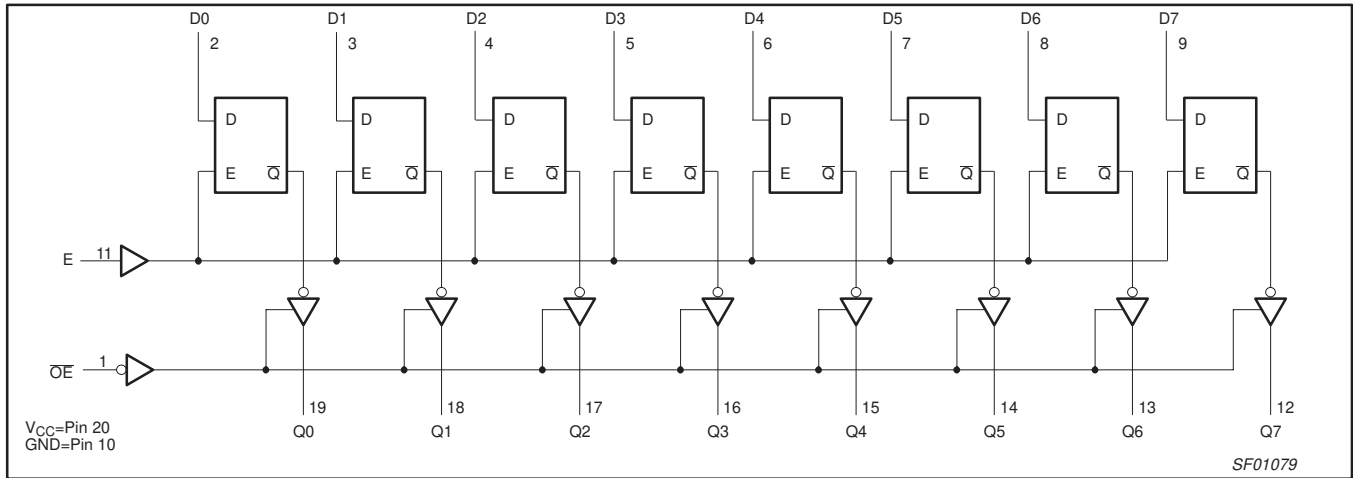 D0 D1 D2 D3 D4 D5 D6 D7
2 3 4 5 6 7 8 9
D D D D D D D D
E Q̅ E Q̅ E Q̅ E Q̅ E Q̅ E Q̅ E Q̅ E Q̅
E 11
O̅E̅ 1
19 18 17 16 15 14 13 12
Q0 Q1 Q2 Q3 Q4 Q5 Q6 Q7
VCC=Pin 20
GND=Pin 10
SF01079